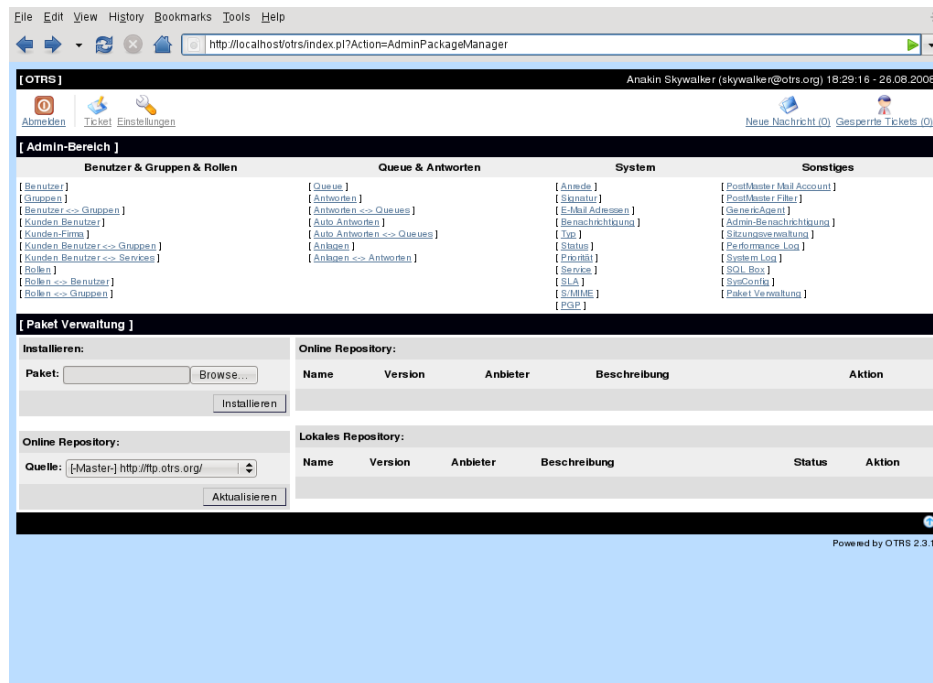 File Edit View History Bookmarks Tools Help
http://localhost/otrs/index.pl?Action=AdminPackageManager
[ OTRS ] Anakin Skywalker (skywalker@otrs.org) 18:29:16 - 26.08.2008
Abmelden Ticket Einstellungen Neue Nachricht (0) Gesperrte Tickets (0)
[ Admin-Bereich ]
Benutzer & Gruppen & Rollen Queue & Antworten System Sonstiges
[ Benutzer ] [ Queue ] [ Anrede ] [ PostMaster Mail Account ]
[ Gruppen ] [ Antworten ] [ Signatur ] [ PostMaster Filter ]
[ Benutzer <-> Gruppen ] [ Antworten <-> Queues ] [ E-Mail Adressen ] [ GenericAgent ]
[ Kunden Benutzer ] [ Auto Antworten ] [ Benachrichtigung ] [ Admin-Benachrichtigung ]
[ Kunden-Firma ] [ Auto Antworten <-> Queues ] [ Typ ] [ Sitzungsverwaltung ]
[ Kunden Benutzer <-> Gruppen ] [ Anlagen ] [ Status ] [ Performance Log ]
[ Kunden Benutzer <-> Services ] [ Anlagen <-> Antworten ] [ Priorität ] [ System Log ]
[ Rollen ] [ Service ] [ SQL Box ]
[ Rollen <-> Benutzer ] [ SLA ] [ SysConfig ]
[ Rollen <-> Gruppen ] [ S/MIME ] [ Paket Verwaltung ]
[ PGP ]
[ Paket Verwaltung ]
Installieren: Online Repository:
Paket: Browse... Name Version Anbieter Beschreibung Aktion
Installieren
Online Repository: Lokales Repository:
Quelle: [-Master-] http://ftp.otrs.org/ Name Version Anbieter Beschreibung Status Aktion
Aktualisieren
Powered by OTRS 2.3.1